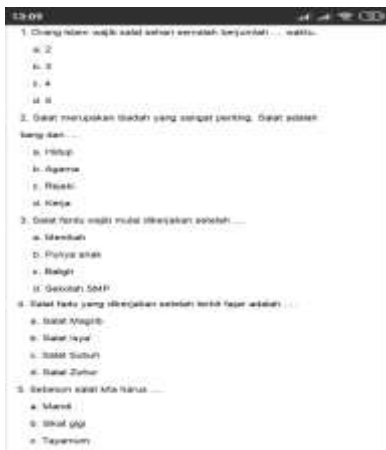 13:09
1. Orang Islam wajib salat sehari semalam berjumlah ... waktu.
a. 2
b. 3
c. 4
d. 5
2. Salat merupakan ibadah yang sangat penting. Salat adalah
tiang dari ....
a. Hidup
b. Agama
c. Rejeki
d. Kerja
3. Salat fardu wajib mulai dikerjakan setelah ....
a. Menikah
b. Punya anak
c. Baligh
d. Sekolah SMP
4. Salat fadu yang dikerjakan setelah terbit fajar adalah ....
a. Salat Magrib
b. Salat Isya'
c. Salat Subuh
d. Salat Zuhur
5. Sebelum salat kita harus ....
a. Mandi
b. Sikat gigi
c. Tayamum